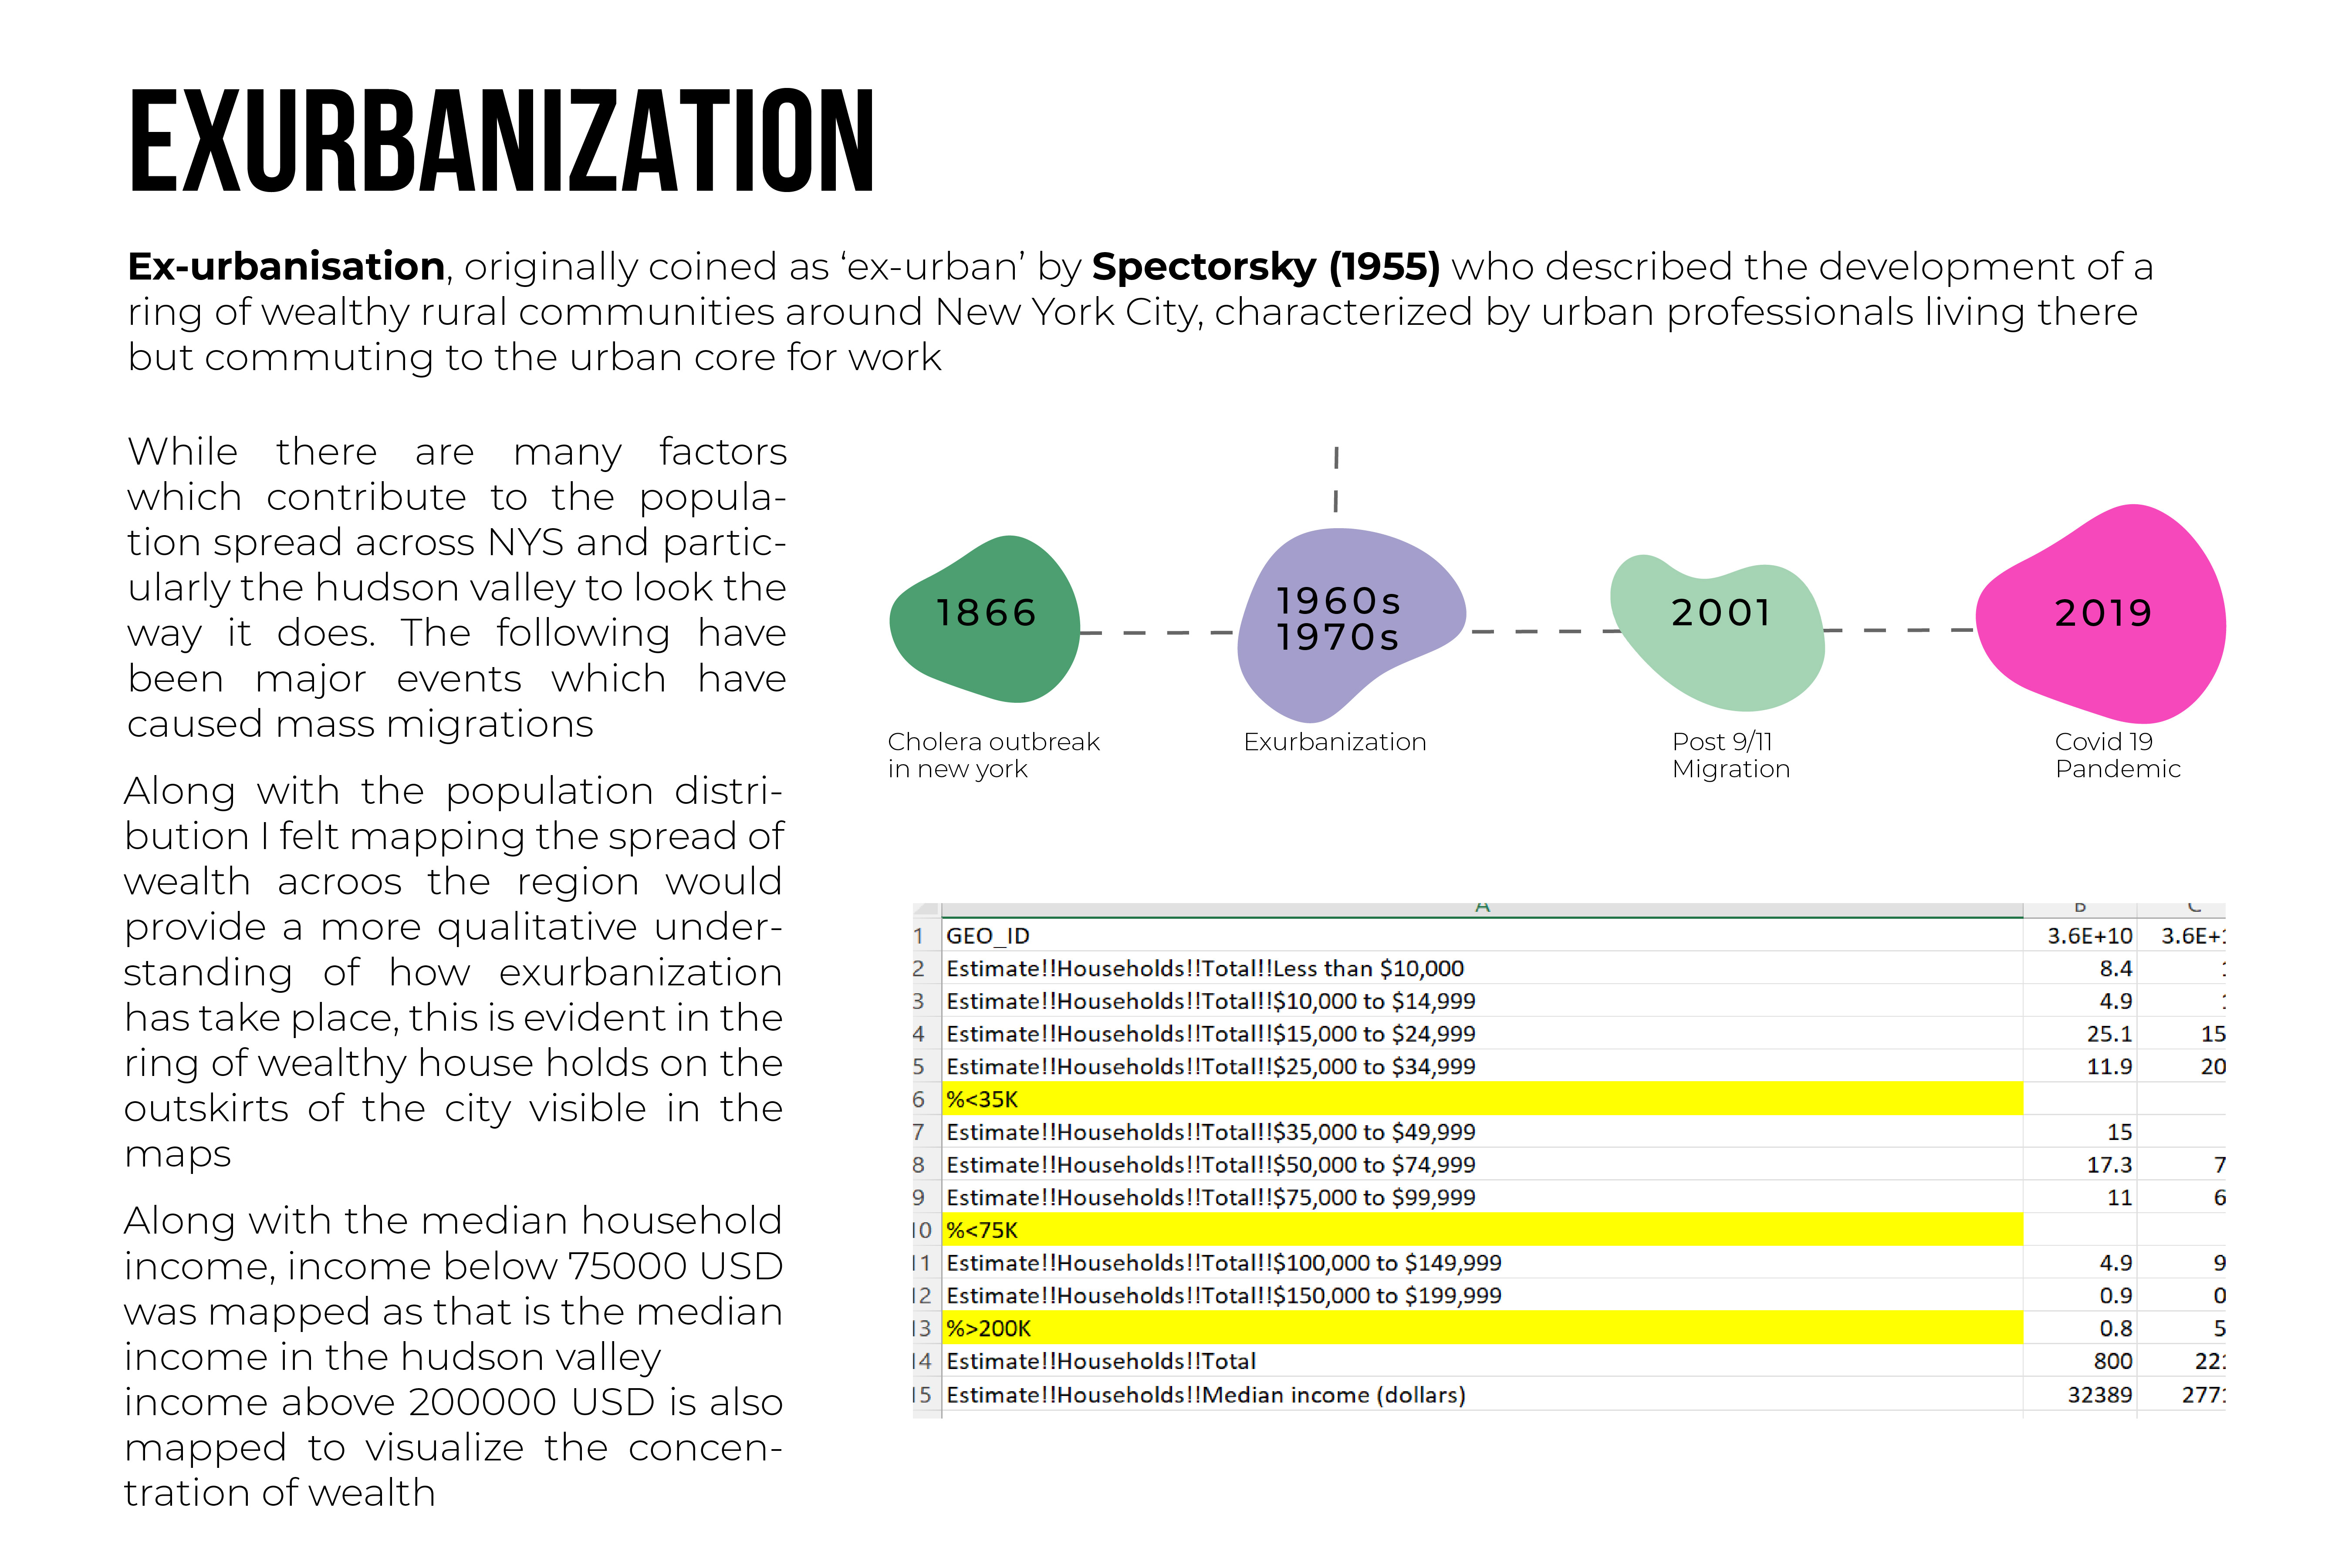 EXURBANIZATION
Ex-urbanisation, originally coined as ‘ex-urban’ by Spectorsky (1955) who described the development of a
ring of wealthy rural communities around New York City, characterized by urban professionals living there
but commuting to the urban core for work
While there are many factors
which contribute to the popula-
tion spread across NYS and partic-
ularly the hudson valley to look the
way it does. The following have
been major events which have
caused mass migrations
Along with the population distri-
bution I felt mapping the spread of
wealth acroos the region would
provide a more qualitative under-
standing of how exurbanization
has take place, this is evident in the
ring of wealthy house holds on the
outskirts of the city visible in the
maps
Along with the median household
income, income below 75000 USD
was mapped as that is the median
income in the hudson valley
income above 200000 USD is also
mapped to visualize the concen-
tration of wealth
1866
1960s
1970s
2001
2019
Cholera outbreak
in new york
Exurbanization
Post 9/11
Migration
Covid 19
Pandemic
A B C
1 GEO_ID 3.6E+10 3.6E+1
2 Estimate!!Households!!Total!!Less than $10,000 8.4 1
3 Estimate!!Households!!Total!!$10,000 to $14,999 4.9 1
4 Estimate!!Households!!Total!!$15,000 to $24,999 25.1 15
5 Estimate!!Households!!Total!!$25,000 to $34,999 11.9 20
6 %<35K
7 Estimate!!Households!!Total!!$35,000 to $49,999 15
8 Estimate!!Households!!Total!!$50,000 to $74,999 17.3 7
9 Estimate!!Households!!Total!!$75,000 to $99,999 11 6
10 %<75K
11 Estimate!!Households!!Total!!$100,000 to $149,999 4.9 9
12 Estimate!!Households!!Total!!$150,000 to $199,999 0.9 0
13 %>200K 0.8 5
14 Estimate!!Households!!Total 800 221
15 Estimate!!Households!!Median income (dollars) 32389 2771